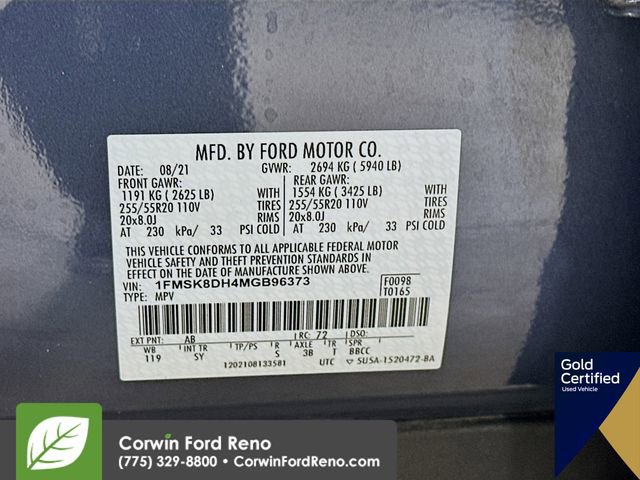 MFD. BY FORD MOTOR CO.
DATE: 08/21 GVWR: 2694 KG ( 5940 LB)
FRONT GAWR: REAR GAWR:
1191 KG ( 2625 LB) WITH 1554 KG ( 3425 LB) WITH
255/55R20 110V TIRES 255/55R20 110V TIRES
20x8.0J RIMS 20x8.0J RIMS
AT 230 kPa/ 33 PSI COLD AT 230 kPa/ 33 PSI COLD
THIS VEHICLE CONFORMS TO ALL APPLICABLE FEDERAL MOTOR
VEHICLE SAFETY AND THEFT PREVENTION STANDARDS IN
EFFECT ON THE DATE OF MANUFACTURE SHOWN ABOVE.
VIN: 1FMSK8DH4MGB96373 F0098
TYPE: MPV T0165
EXT PNT: AB RC: 72 DSO:
WB INT TR TP/PS R AXLE TR SPR
119 SY S 3B T BBCC
1202108133581 UTC SU5A-1520472-BA
Gold
Certified
Used Vehicle
Corwin Ford Reno
(775) 329-8800 • CorwinFordReno.com